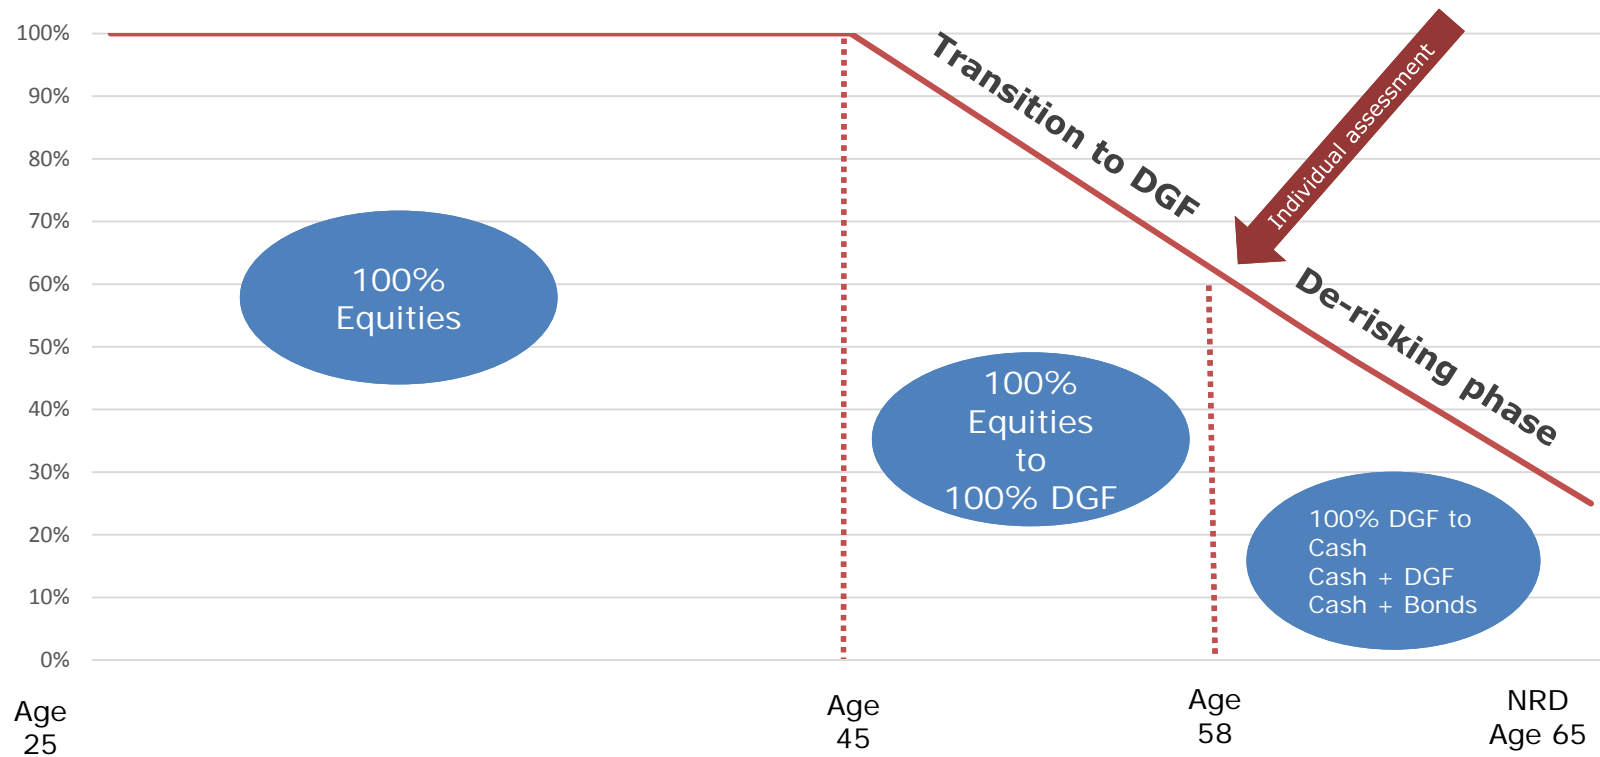 100%
90%
80%
70%
60%
50%
40%
30%
20%
10%
0%
Transition to DGF
Individual assessment
De-risking phase
100%
Equities
100%
Equities
to
100% DGF
100% DGF to
Cash
Cash + DGF
Cash + Bonds
Age
25
Age
45
Age
58
NRD
Age 65